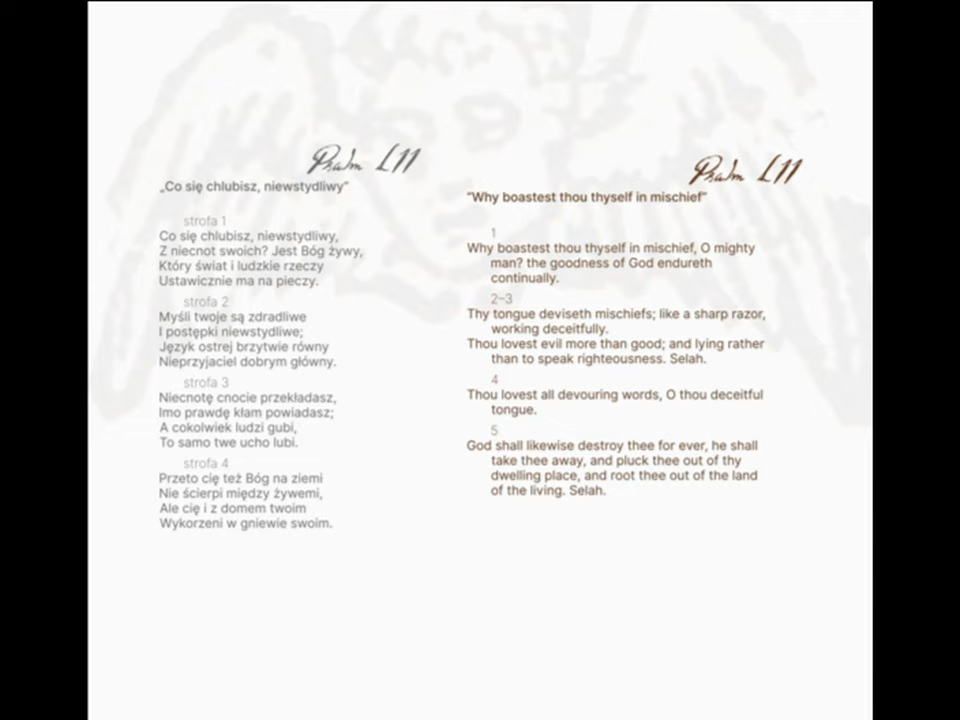 Psalm LII
„Co się chlubisz, niewstydliwy”
strofa 1
Co się chlubisz, niewstydliwy,
Z niecnot swoich? Jest Bóg żywy,
Który świat i ludzkie rzeczy
Ustawicznie ma na pieczy.
strofa 2
Myśli twoje są zdradliwe
I postępki niewstydliwe;
Język ostrej brzytwie równy
Nieprzyjaciel dobrym główny.
strofa 3
Niecnotę cnocie przekładasz,
Imo prawdę kłam powiadasz;
A cokolwiek ludzi gubi,
To samo twe ucho lubi.
strofa 4
Przeto cię też Bóg na ziemi
Nie ścierpi między żywemi,
Ale cię i z domem twoim
Wykorzeni w gniewie swoim.
Psalm LII
“Why boastest thou thyself in mischief”
1
Why boastest thou thyself in mischief, O mighty
man? the goodness of God endureth
continually.
2–3
Thy tongue deviseth mischiefs; like a sharp razor,
working deceitfully.
Thou lovest evil more than good; and lying rather
than to speak righteousness. Selah.
4
Thou lovest all devouring words, O thou deceitful
tongue.
5
God shall likewise destroy thee for ever, he shall
take thee away, and pluck thee out of thy
dwelling place, and root thee out of the land
of the living. Selah.